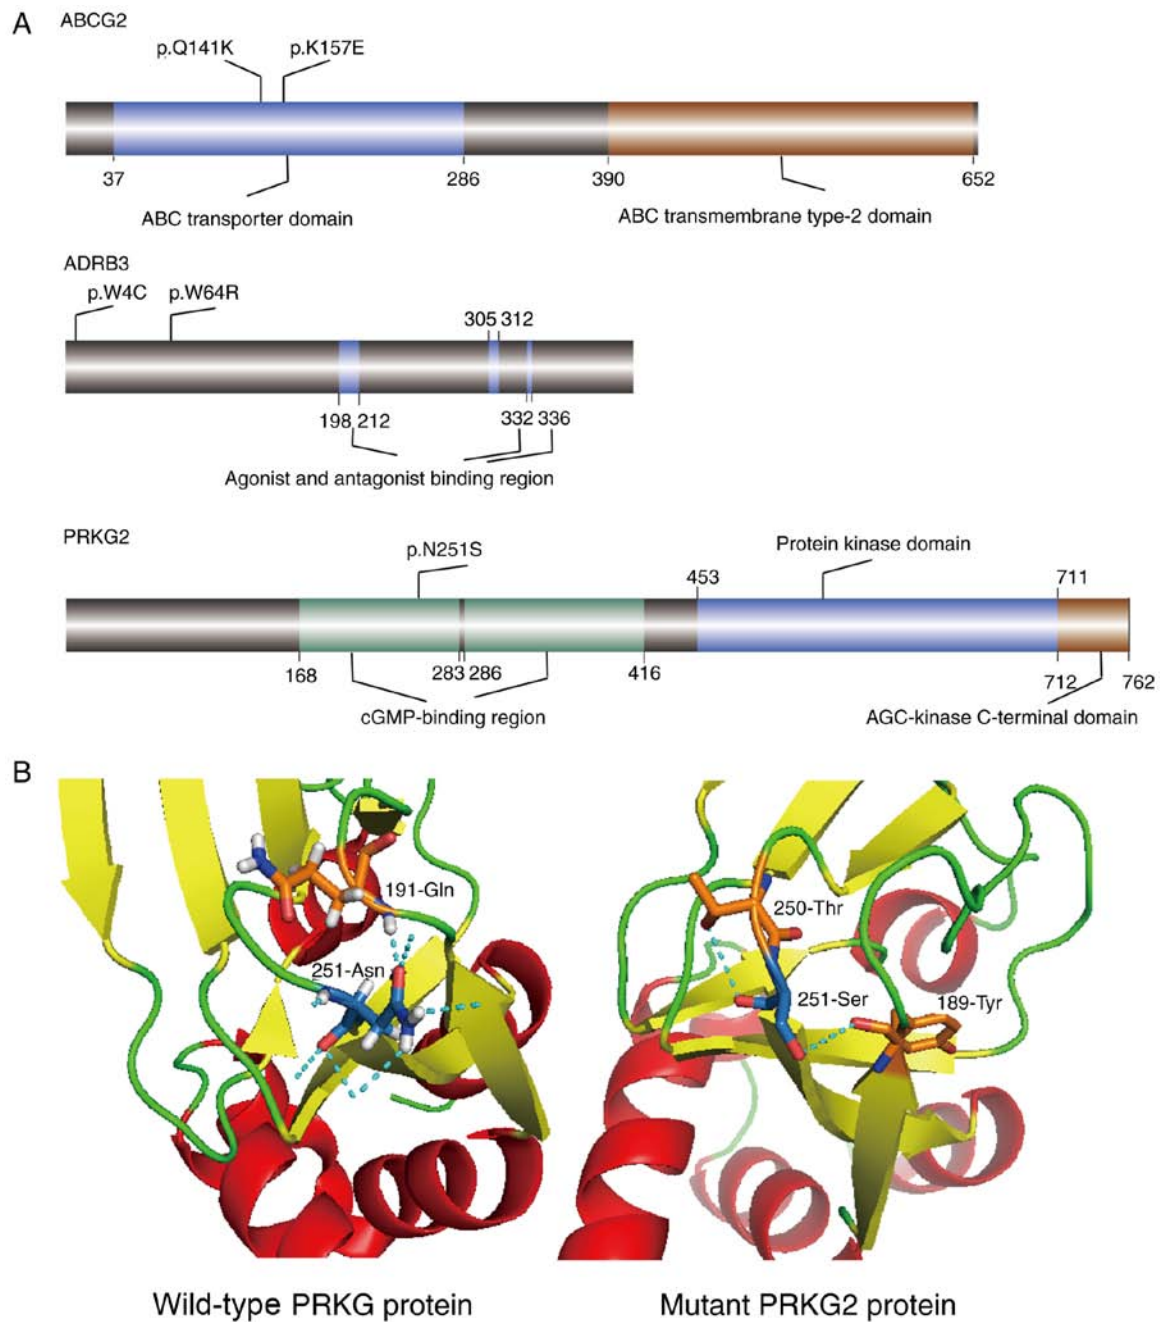 A
ABCG2
p.Q141K p.K157E
37 286 390 652
ABC transporter domain
ABC transmembrane type-2 domain
ADRB3
p.W4C p.W64R
305 312
198 212 332 336
Agonist and antagonist binding region
PRKG2
p.N251S
Protein kinase domain
453 711
168 283 286 416 712 762
cGMP-binding region
AGC-kinase C-terminal domain
B
191-Gln
251-Asn
250-Thr
251-Ser
189-Tyr
Wild-type PRKG protein
Mutant PRKG2 protein